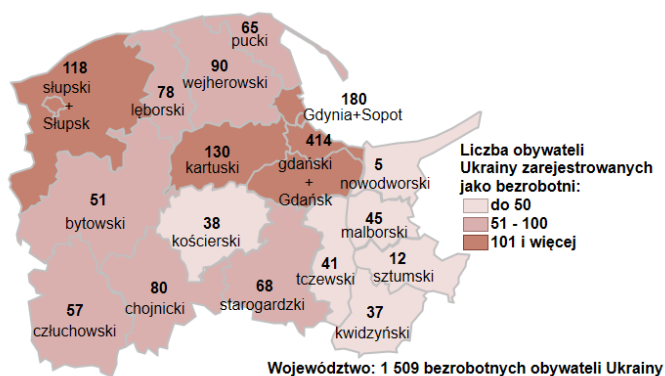 65
pucki
118
słupski
+
Słupsk
90
wejherowski
78
lęborski
180
Gdynia+Sopot
414
gdański
+
Gdańsk
130
kartuski
5
nowodworski
51
bytowski
38
kościerski
45
malborski
41
tczewski
12
sztumski
57
człuchowski
80
chojnicki
68
starogardzki
37
kwidzyński
Liczba obywateli
Ukrainy zarejestrowanych
jako bezrobotni:
do 50
51 - 100
101 i więcej
Województwo: 1 509 bezrobotnych obywateli Ukrainy